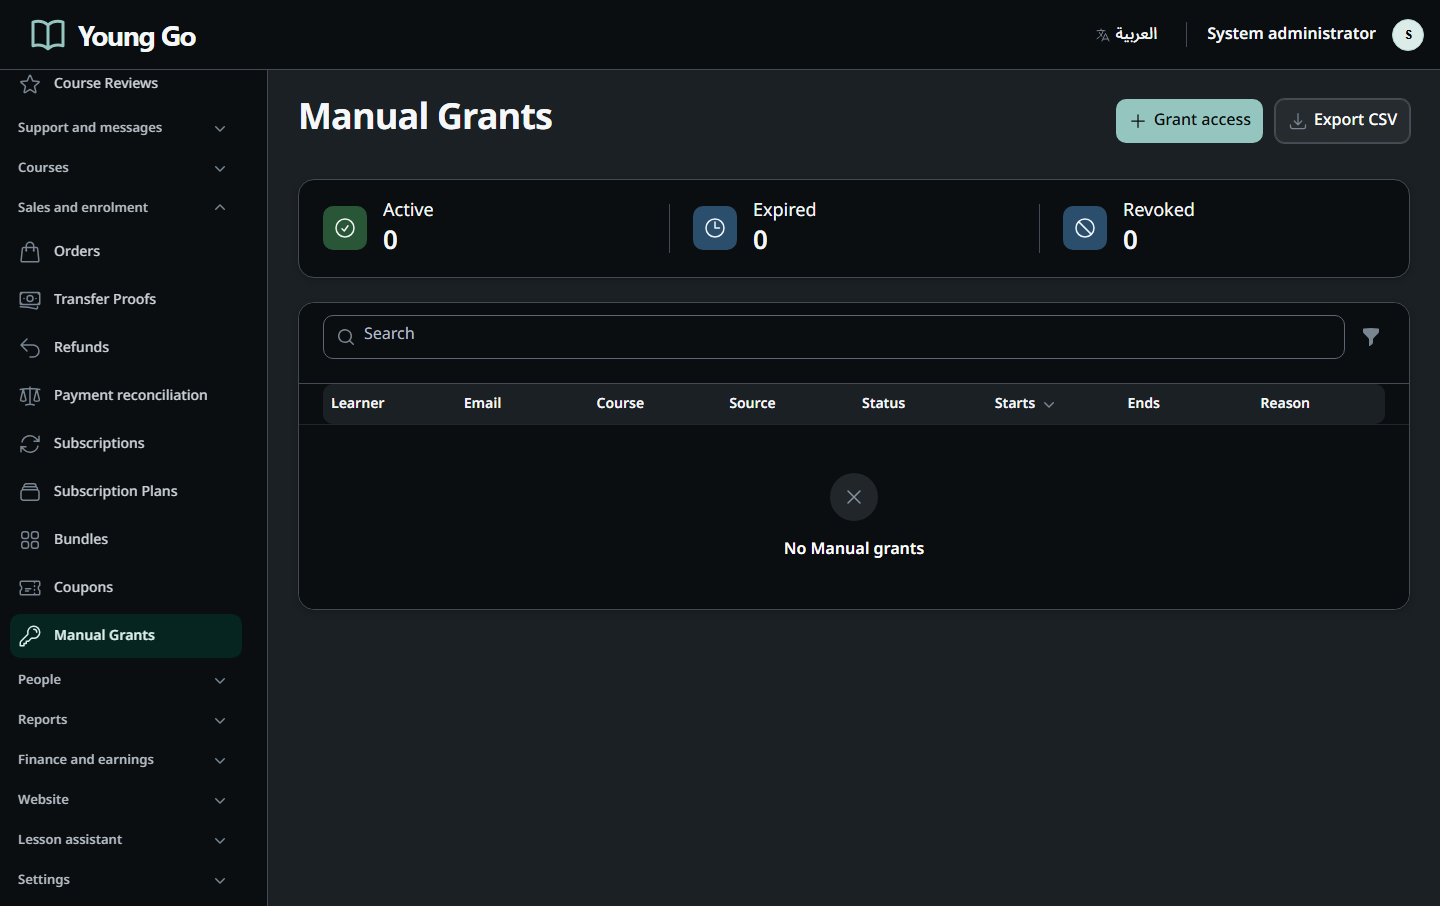 Young Go
العربية
System administrator
S
Course Reviews
Support and messages
Courses
Sales and enrolment
Orders
Transfer Proofs
Refunds
Payment reconciliation
Subscriptions
Subscription Plans
Bundles
Coupons
Manual Grants
People
Reports
Finance and earnings
Website
Lesson assistant
Settings
Manual Grants
Grant access
Export CSV
Active
0
Expired
0
Revoked
0
Search
Learner Email Course Source Status Starts Ends Reason
No Manual grants